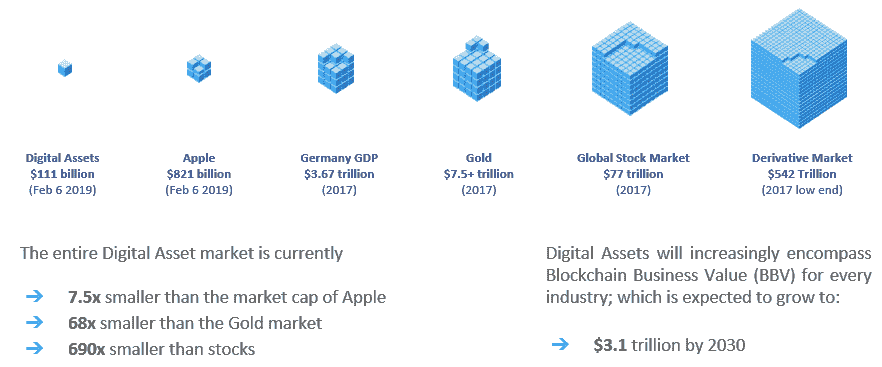 Digital Assets
$111 billion
(Feb 6 2019)
Apple
$821 billion
(Feb 6 2019)
Germany GDP
$3.67 trillion
(2017)
Gold
$7.5+ trillion
(2017)
Global Stock Market
$77 trillion
(2017)
Derivative Market
$542 Trillion
(2017 low end)
The entire Digital Asset market is currently
➔ 7.5x smaller than the market cap of Apple
➔ 68x smaller than the Gold market
➔ 690x smaller than stocks
Digital Assets will increasingly encompass
Blockchain Business Value (BBV) for every
industry; which is expected to grow to:
➔ $3.1 trillion by 2030